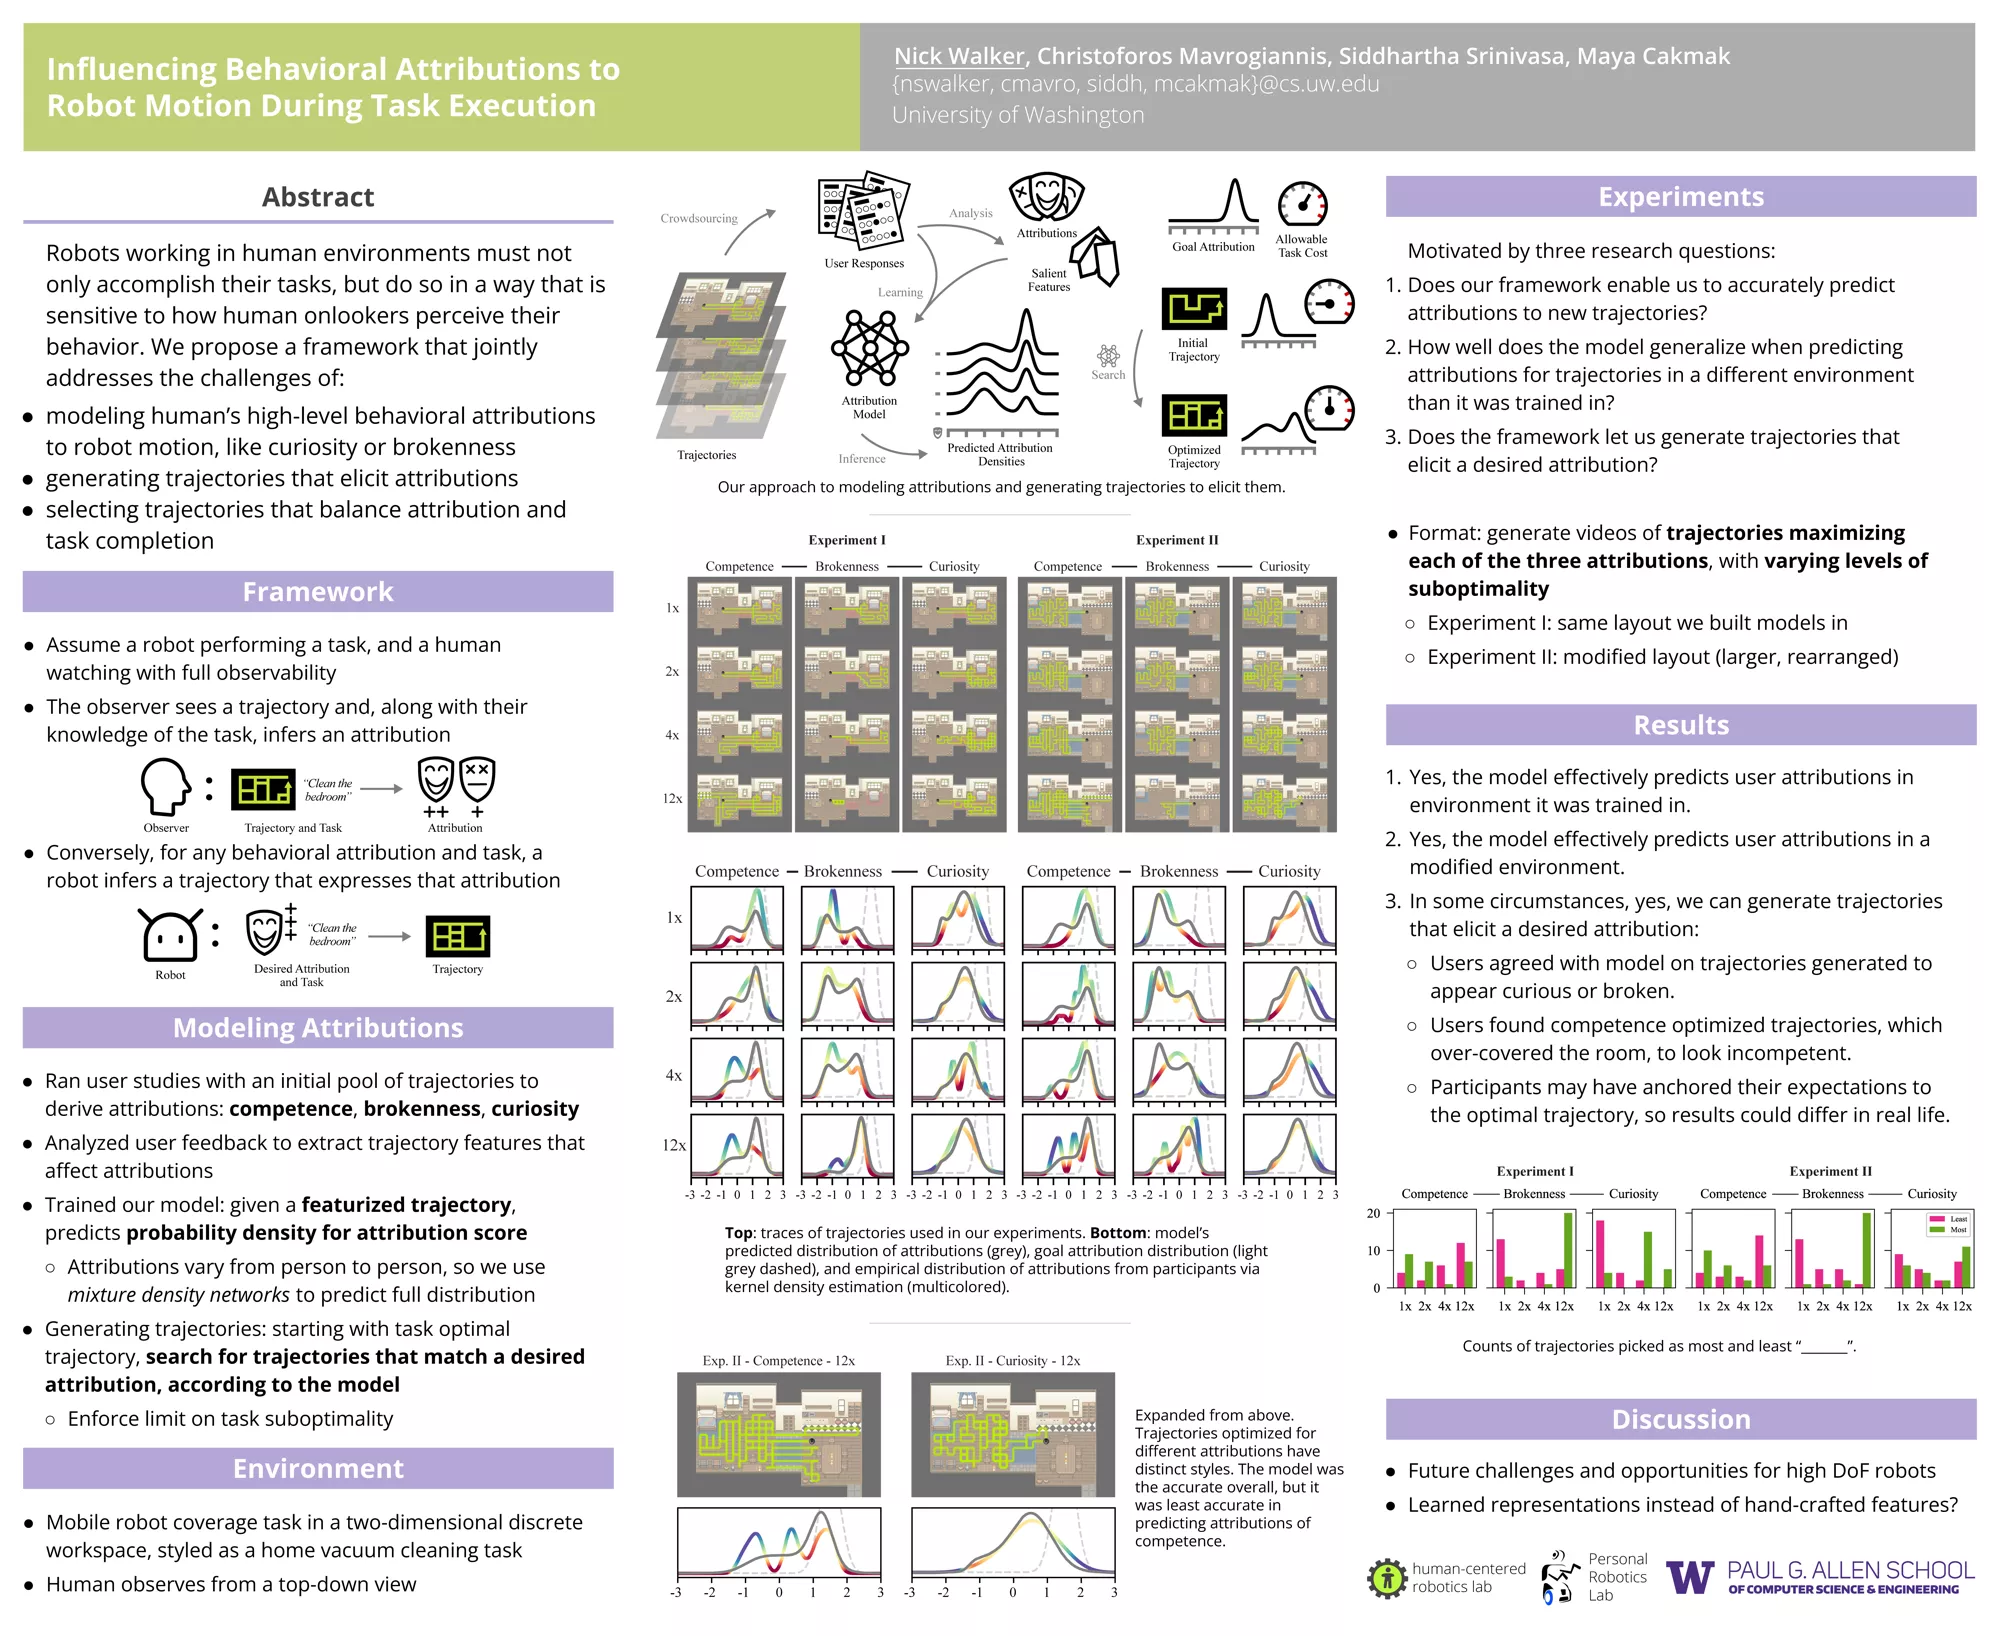 Influencing Behavioral Attributions to
Robot Motion During Task Execution
Nick Walker, Christoforos Mavrogiannis, Siddhartha Srinivasa, Maya Cakmak
{nswalker, cmavro, siddh, mcakmak}@cs.uw.edu
University of Washington
Abstract
Robots working in human environments must not
only accomplish their tasks, but do so in a way that is
sensitive to how human onlookers perceive their
behavior. We propose a framework that jointly
addresses the challenges of:
● modeling human’s high-level behavioral attributions
to robot motion, like curiosity or brokenness
● generating trajectories that elicit attributions
● selecting trajectories that balance attribution and
task completion
Framework
● Assume a robot performing a task, and a human
watching with full observability
● The observer sees a trajectory and, along with their
knowledge of the task, infers an attribution
“Clean the
bedroom”
++ +
Observer
Trajectory and Task
Attribution
● Conversely, for any behavioral attribution and task, a
robot infers a trajectory that expresses that attribution
“Clean the
bedroom”
Robot
Desired Attribution
and Task
Trajectory
Modeling Attributions
● Ran user studies with an initial pool of trajectories to
derive attributions: competence, brokenness, curiosity
● Analyzed user feedback to extract trajectory features that
affect attributions
● Trained our model: given a featurized trajectory,
predicts probability density for attribution score
○ Attributions vary from person to person, so we use
mixture density networks to predict full distribution
● Generating trajectories: starting with task optimal
trajectory, search for trajectories that match a desired
attribution, according to the model
○ Enforce limit on task suboptimality
Environment
● Mobile robot coverage task in a two-dimensional discrete
workspace, styled as a home vacuum cleaning task
● Human observes from a top-down view
Crowdsourcing
User Responses
Analysis
Attributions
Salient
Features
Learning
Attribution
Model
Trajectories
Inference
Predicted Attribution
Densities
Goal Attribution
Allowable
Task Cost
Initial
Trajectory
Search
Optimized
Trajectory
Our approach to modeling attributions and generating trajectories to elicit them.
Experiment I
Experiment II
Competence Brokenness Curiosity Competence Brokenness Curiosity
1x
2x
4x
12x
Competence Brokenness Curiosity Competence Brokenness Curiosity
1x
2x
4x
12x
-3 -2 -1 0 1 2 3 -3 -2 -1 0 1 2 3 -3 -2 -1 0 1 2 3 -3 -2 -1 0 1 2 3 -3 -2 -1 0 1 2 3 -3 -2 -1 0 1 2 3
Top: traces of trajectories used in our experiments. Bottom: model’s
predicted distribution of attributions (grey), goal attribution distribution (light
grey dashed), and empirical distribution of attributions from participants via
kernel density estimation (multicolored).
Exp. II - Competence - 12x
Exp. II - Curiosity - 12x
-3 -2 -1 0 1 2 3
-3 -2 -1 0 1 2 3
Expanded from above.
Trajectories optimized for
different attributions have
distinct styles. The model was
the accurate overall, but it
was least accurate in
predicting attributions of
competence.
Experiments
Motivated by three research questions:
1. Does our framework enable us to accurately predict
attributions to new trajectories?
2. How well does the model generalize when predicting
attributions for trajectories in a different environment
than it was trained in?
3. Does the framework let us generate trajectories that
elicit a desired attribution?
● Format: generate videos of trajectories maximizing
each of the three attributions, with varying levels of
suboptimality
○ Experiment I: same layout we built models in
○ Experiment II: modified layout (larger, rearranged)
Results
1. Yes, the model effectively predicts user attributions in
environment it was trained in.
2. Yes, the model effectively predicts user attributions in a
modified environment.
3. In some circumstances, yes, we can generate trajectories
that elicit a desired attribution:
○ Users agreed with model on trajectories generated to
appear curious or broken.
○ Users found competence optimized trajectories, which
over-covered the room, to look incompetent.
○ Participants may have anchored their expectations to
the optimal trajectory, so results could differ in real life.
Experiment I
Experiment II
Competence Brokenness Curiosity Competence Brokenness Curiosity
20
10
0
Least
Most
1x 2x 4x 12x 1x 2x 4x 12x 1x 2x 4x 12x 1x 2x 4x 12x 1x 2x 4x 12x 1x 2x 4x 12x
Counts of trajectories picked as most and least “_______”.
Discussion
● Future challenges and opportunities for high DoF robots
● Learned representations instead of hand-crafted features?
human-centered
robotics lab
Personal
Robotics
Lab
W
PAUL G. ALLEN SCHOOL
OF COMPUTER SCIENCE & ENGINEERING